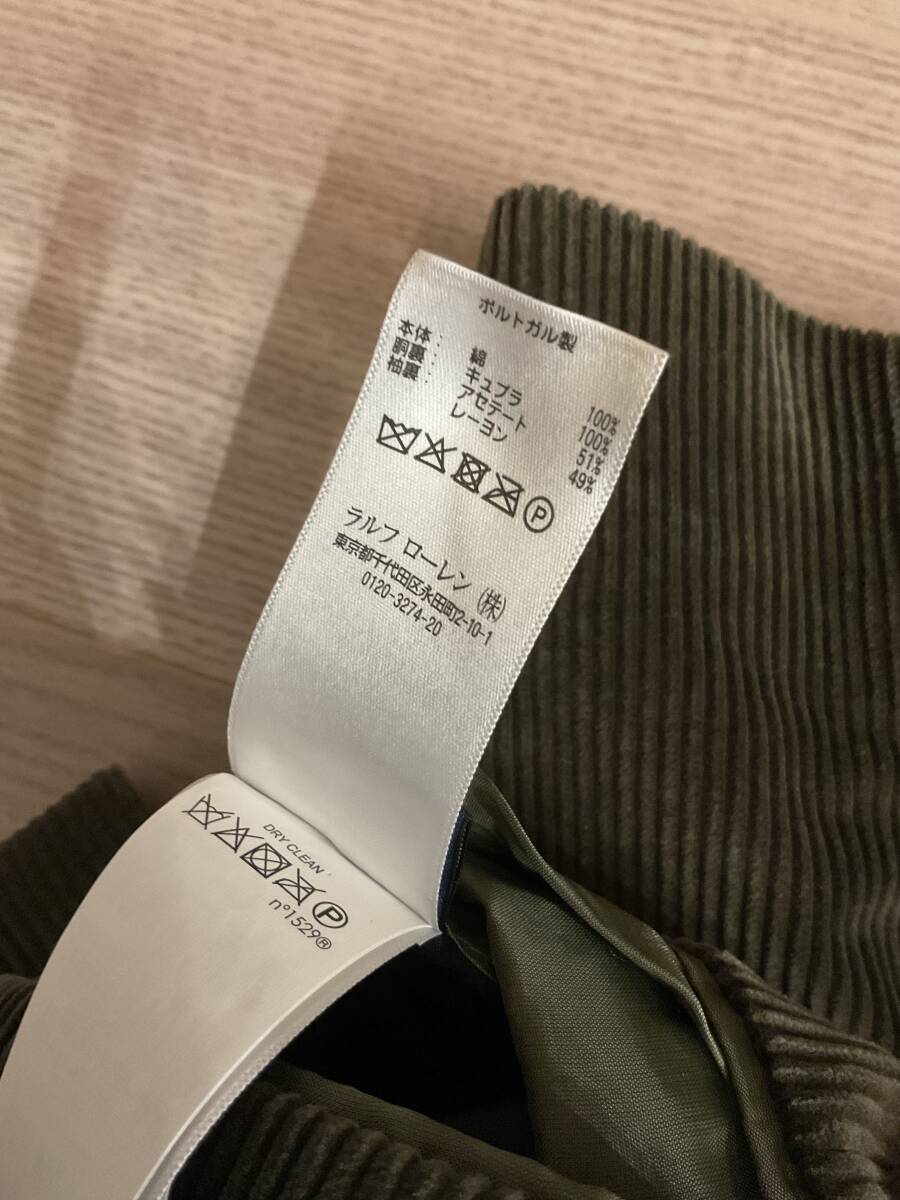 ポルトガル製
本体: 綿 100%
胴裏: キュプラ 100%
袖裏: アセテート 51%
レーヨン 49%
P
ラルフ ローレン (株)
東京都千代田区永田町2-10-1
0120-3274-20
DRY CLEAN
P
n°1529®